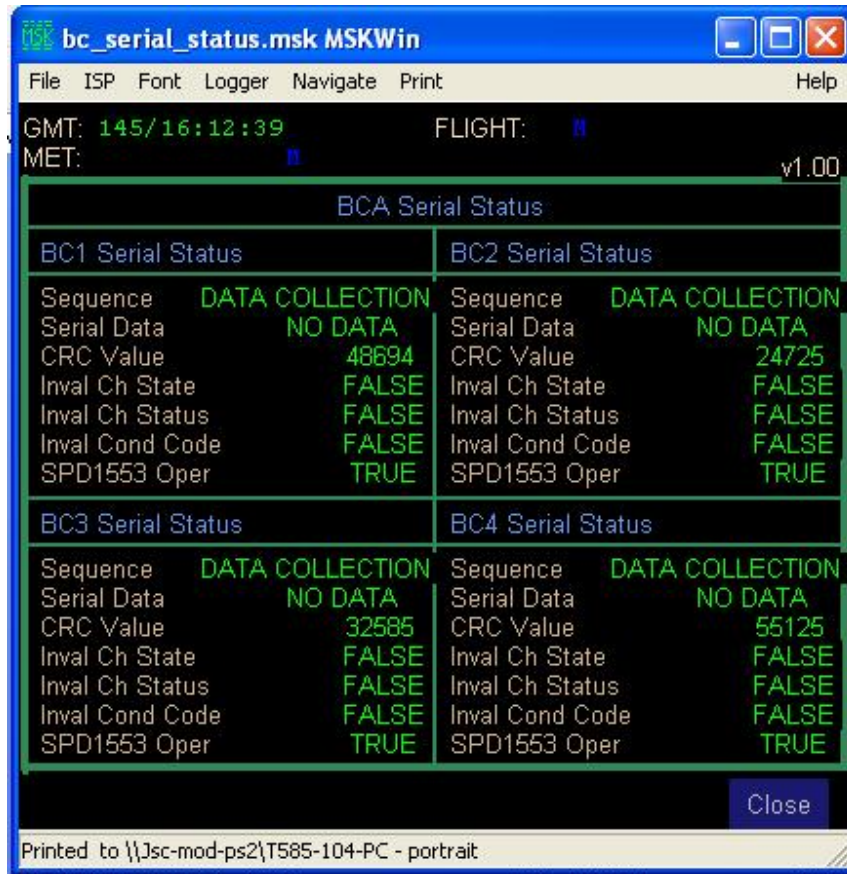 MSK bc_serial_status.msk MSKWin
File ISP Font Logger Navigate Print Help
GMT: 145/16:12:39 FLIGHT: M
MET: M v1.00
BCA Serial Status
BC1 Serial Status
Sequence DATA COLLECTION
Serial Data NO DATA
CRC Value 48694
Inval Ch State FALSE
Inval Ch Status FALSE
Inval Cond Code FALSE
SPD1553 Oper TRUE
BC2 Serial Status
Sequence DATA COLLECTION
Serial Data NO DATA
CRC Value 24725
Inval Ch State FALSE
Inval Ch Status FALSE
Inval Cond Code FALSE
SPD1553 Oper TRUE
BC3 Serial Status
Sequence DATA COLLECTION
Serial Data NO DATA
CRC Value 32585
Inval Ch State FALSE
Inval Ch Status FALSE
Inval Cond Code FALSE
SPD1553 Oper TRUE
BC4 Serial Status
Sequence DATA COLLECTION
Serial Data NO DATA
CRC Value 55125
Inval Ch State FALSE
Inval Ch Status FALSE
Inval Cond Code FALSE
SPD1553 Oper TRUE
Close
Printed to \\Jsc-mod-ps2\T585-104-PC - portrait